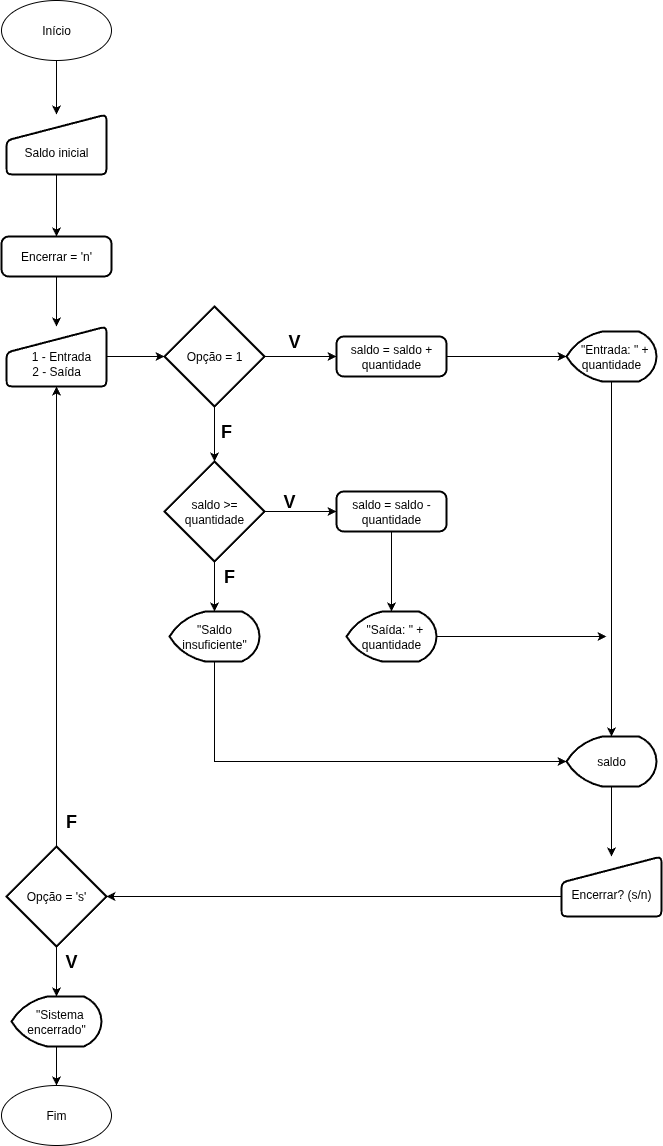 Início
Saldo inicial
Encerrar = 'n'
1 - Entrada
2 - Saída
Opção = 1
V
saldo = saldo +
quantidade
"Entrada: " +
quantidade
F
saldo >=
quantidade
V
saldo = saldo -
quantidade
F
"Saldo
insuficiente"
"Saída: " +
quantidade
saldo
Encerrar? (s/n)
F
Opção = 's'
V
"Sistema
encerrado"
Fim